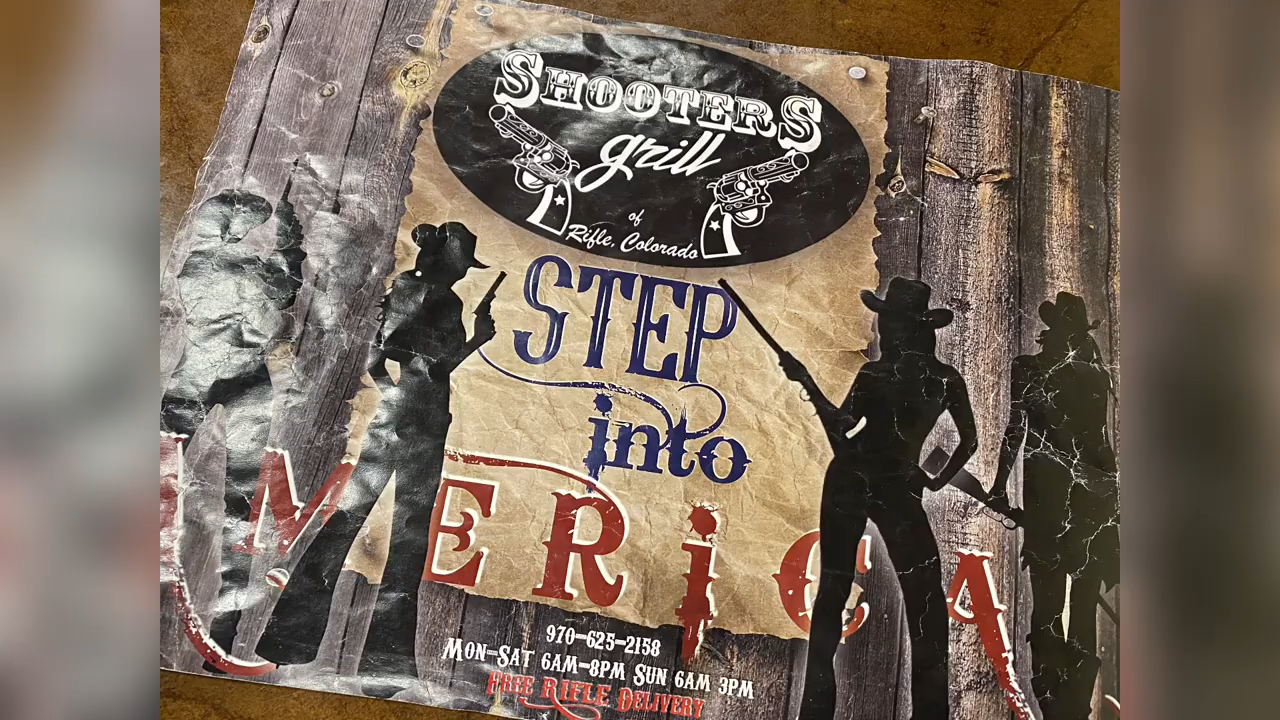 SHOOTERS
grill
of
Rifle, Colorado
STEP
into
AMERiCA
970-625-2158
MON-SAT 6AM-8PM SUN 6AM 3PM
FREE RIFLE DELIVERY